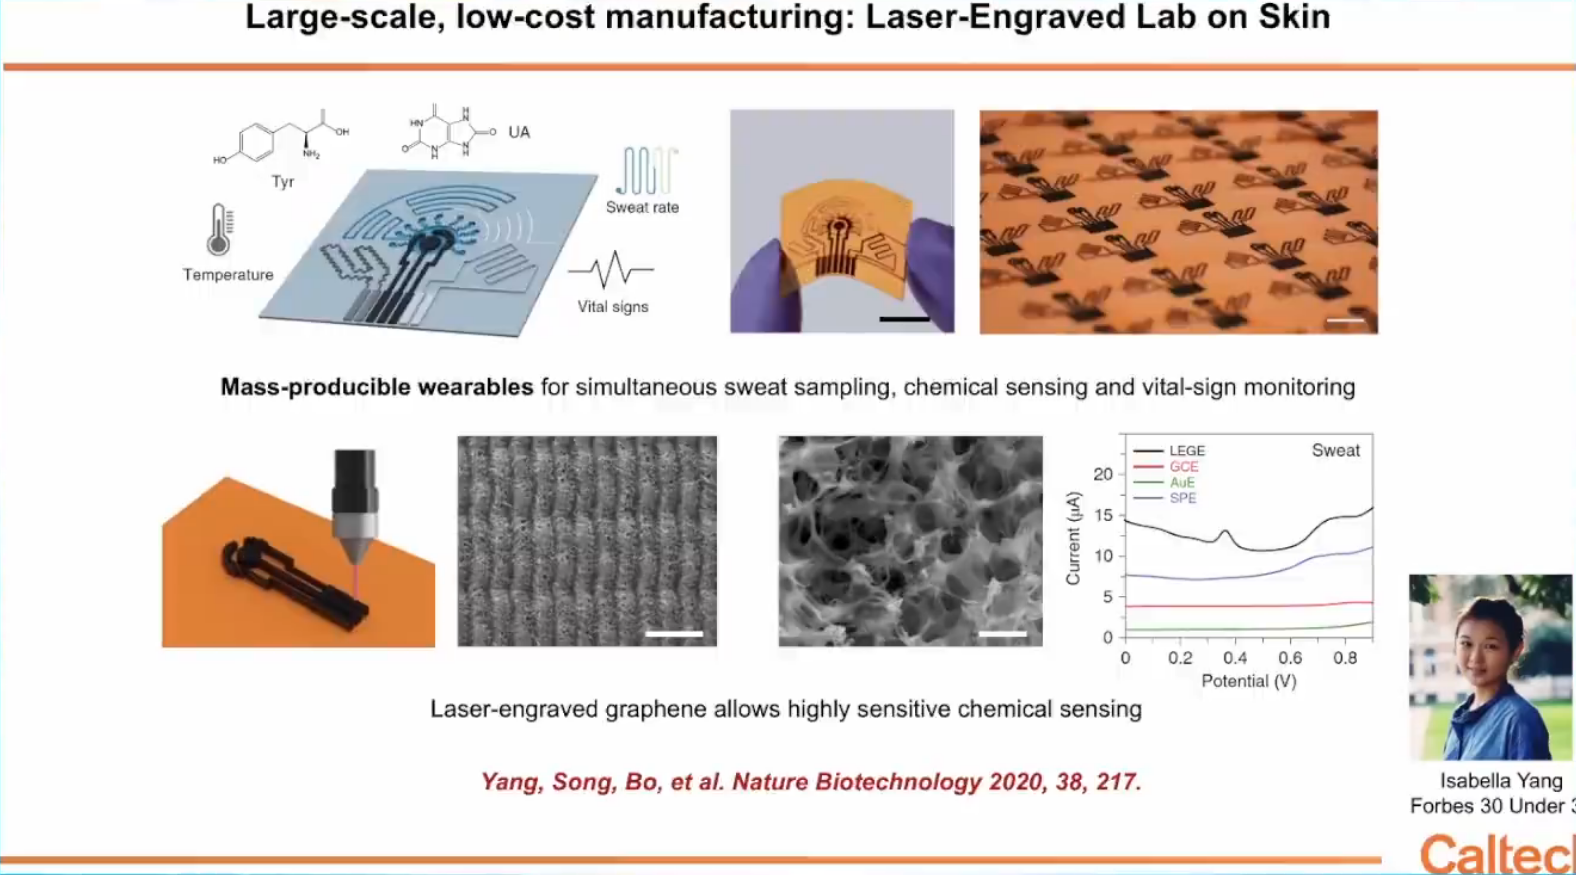 Large-scale, low-cost manufacturing: Laser-Engraved Lab on Skin
HO
NH2
OH
Tyr
HN
O
N
H
H
N
N
H
O
UA
Sweat rate
Temperature
Vital signs
Mass-producible wearables for simultaneous sweat sampling, chemical sensing and vital-sign monitoring
LEGE
GCE
AuE
SPE
Sweat
Current (µA)
20
15
10
5
0
0 0.2 0.4 0.6 0.8
Potential (V)
Laser-engraved graphene allows highly sensitive chemical sensing
Yang, Song, Bo, et al. Nature Biotechnology 2020, 38, 217.
Isabella Yang
Forbes 30 Under
Caltec